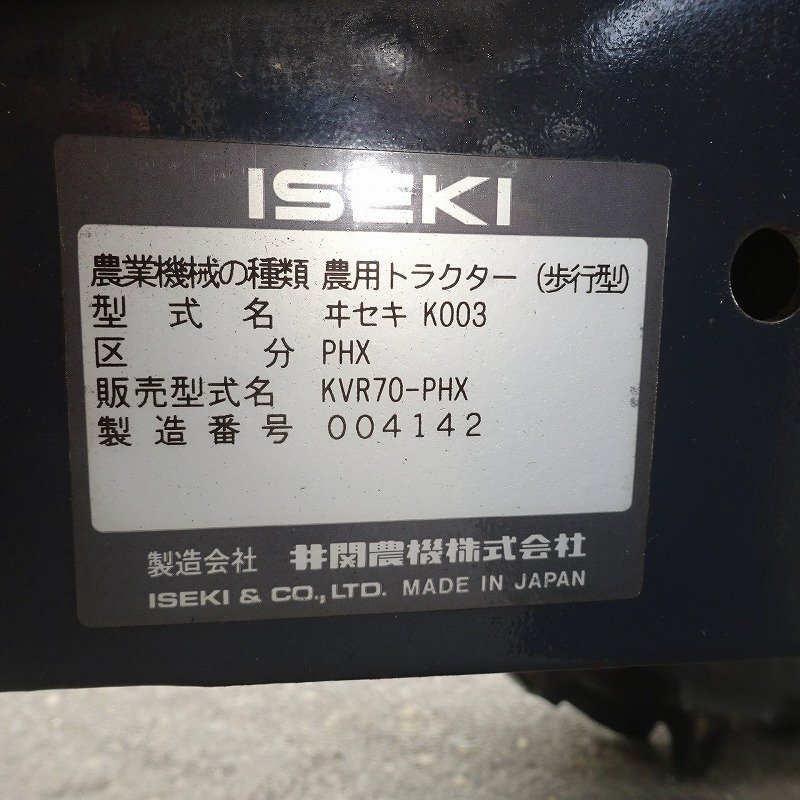 ISEKI
農業機械の種類 農用トラクター (歩行型)
型式名 ヰセキ K003
区分 PHX
販売型式名 KVR70-PHX
製造番号 004142
製造会社 井関農機株式会社
ISEKI & CO., LTD. MADE IN JAPAN